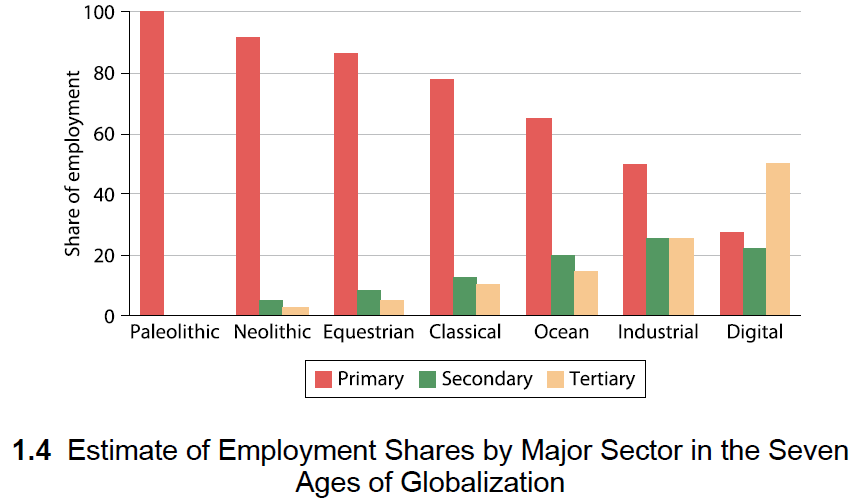 100
80
60
40
20
0
Share of employment
Paleolithic Neolithic Equestrian Classical Ocean Industrial Digital
Primary Secondary Tertiary
1.4 Estimate of Employment Shares by Major Sector in the Seven
Ages of Globalization